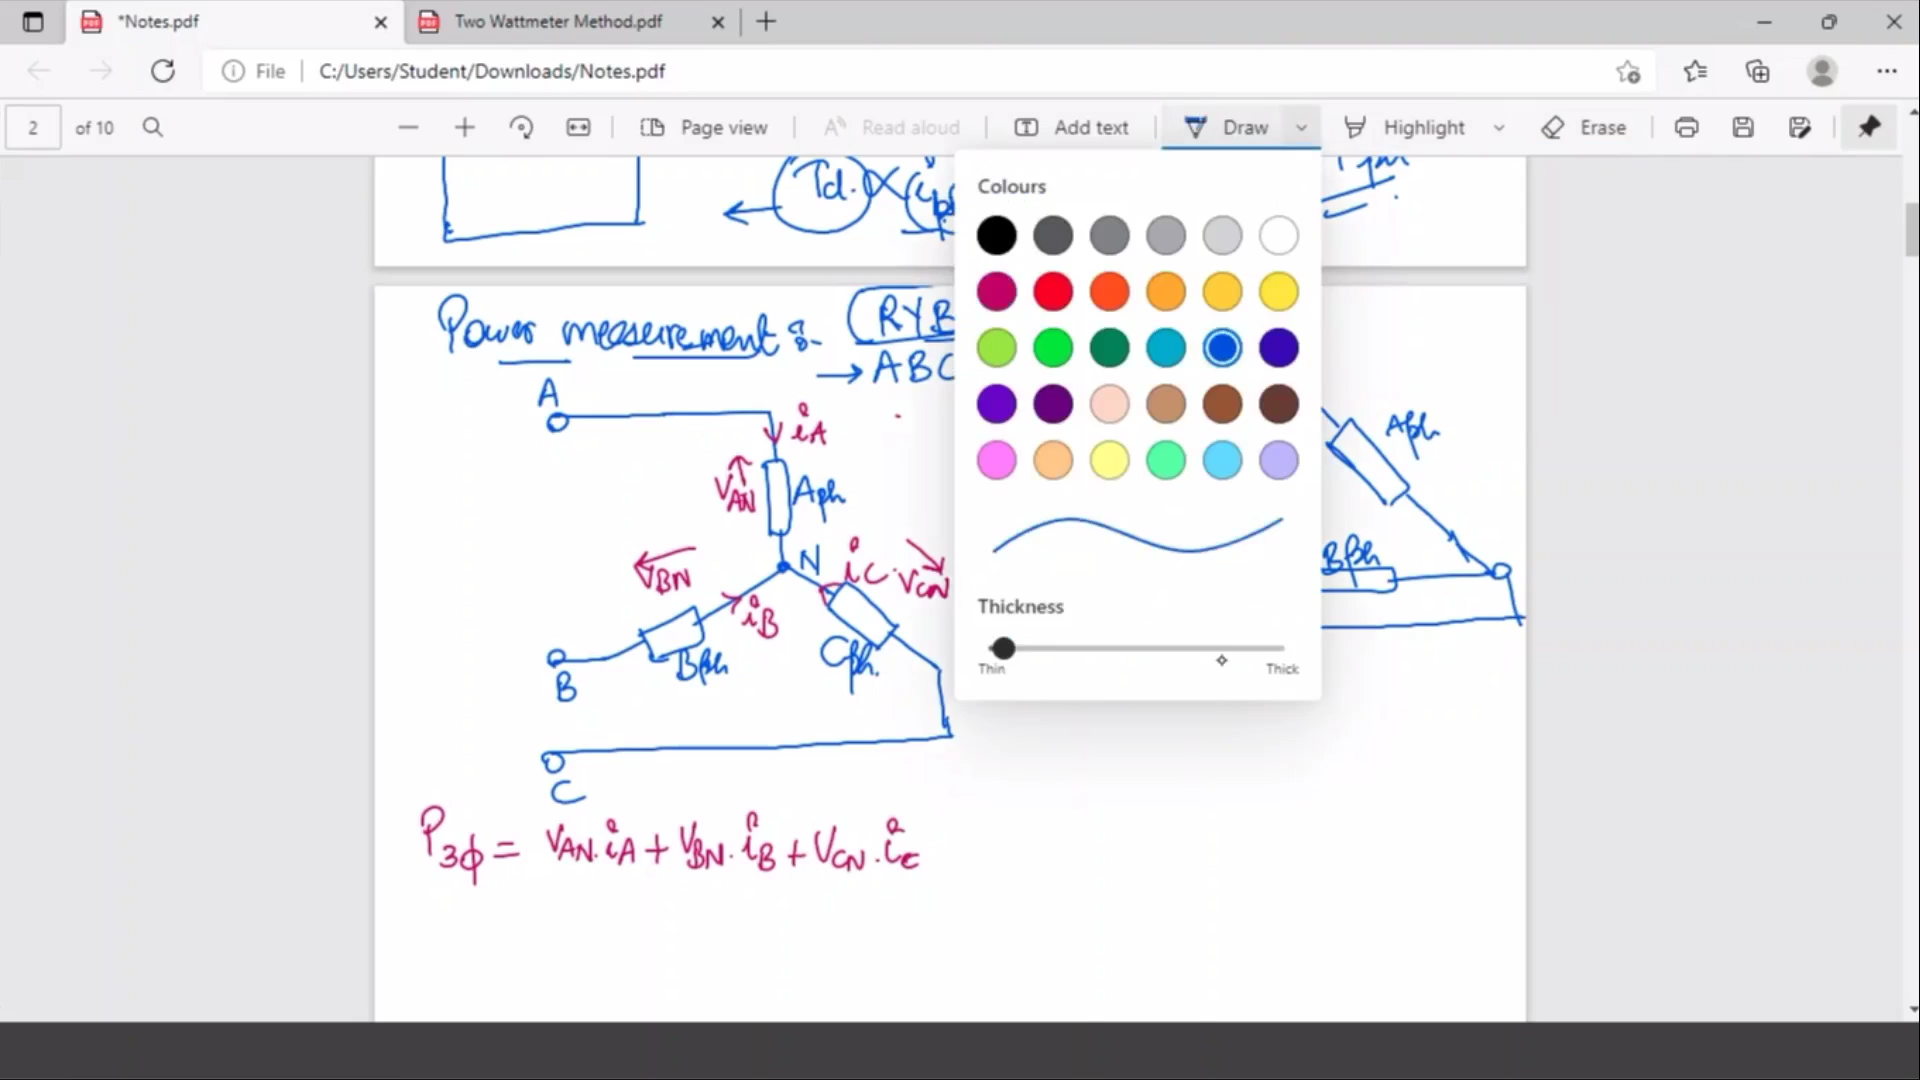 *Notes.pdf
Two Wattmeter Method.pdf
File
C:/Users/Student/Downloads/Notes.pdf
2 of 10
Page view
Read aloud
Add text
Draw
Highlight
Erase
Td.
Colours
Thickness
Thin
Thick
Power measurement :-
RYB
→ ABC
A
iA
VAN
Aph
N
iC
VCN
VBN
iB
Bph
Cph.
B
C
Aph
Bph
P3ϕ = VAN.iA + VBN.iB + VCN.ic